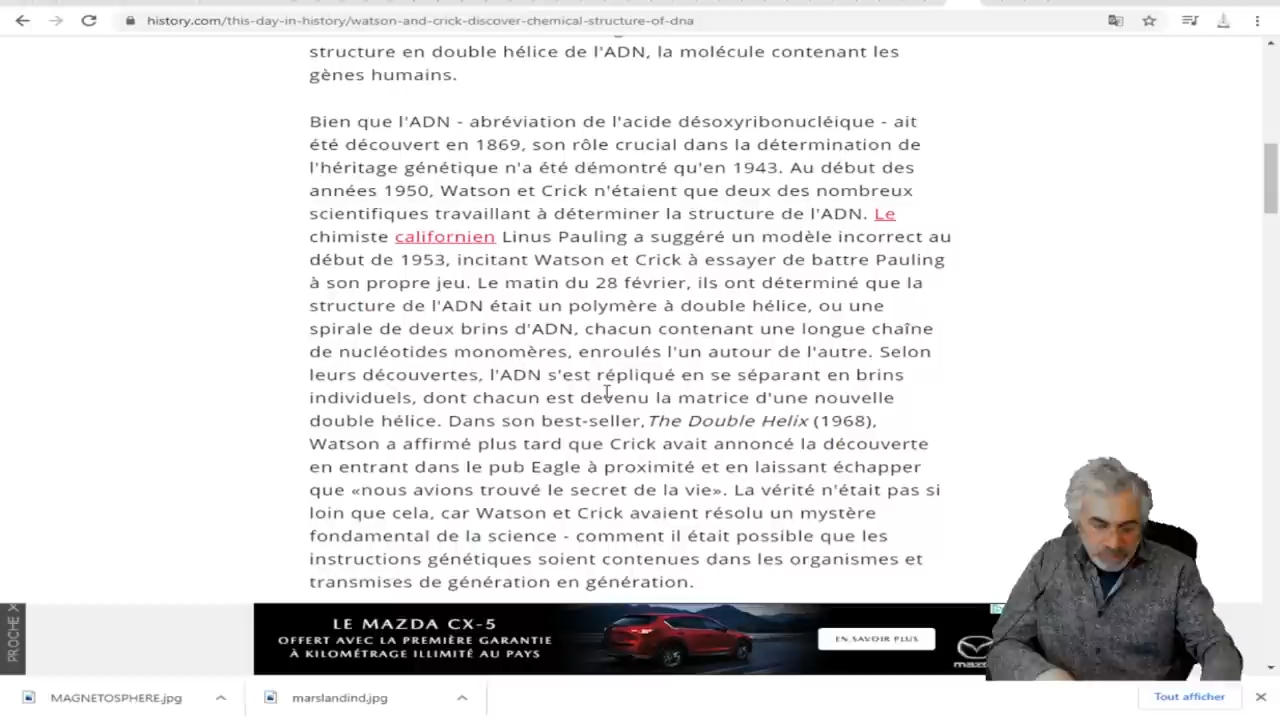 history.com/this-day-in-history/watson-and-crick-discover-chemical-structure-of-dna
structure en double hélice de l'ADN, la molécule contenant les
gènes humains.
Bien que l'ADN - abréviation de l'acide désoxyribonucléique - ait
été découvert en 1869, son rôle crucial dans la détermination de
l'héritage génétique n'a été démontré qu'en 1943. Au début des
années 1950, Watson et Crick n'étaient que deux des nombreux
scientifiques travaillant à déterminer la structure de l'ADN. Le
chimiste californien Linus Pauling a suggéré un modèle incorrect au
début de 1953, incitant Watson et Crick à essayer de battre Pauling
à son propre jeu. Le matin du 28 février, ils ont déterminé que la
structure de l'ADN était un polymère à double hélice, ou une
spirale de deux brins d'ADN, chacun contenant une longue chaîne
de nucléotides monomères, enroulés l'un autour de l'autre. Selon
leurs découvertes, l'ADN s'est répliqué en se séparant en brins
individuels, dont chacun est devenu la matrice d'une nouvelle
double hélice. Dans son best-seller, The Double Helix (1968),
Watson a affirmé plus tard que Crick avait annoncé la découverte
en entrant dans le pub Eagle à proximité et en laissant échapper
que «nous avions trouvé le secret de la vie». La vérité n'était pas si
loin que cela, car Watson et Crick avaient résolu un mystère
fondamental de la science - comment il était possible que les
instructions génétiques soient contenues dans les organismes et
transmises de génération en génération.
PROCHE X
LE MAZDA CX-5
OFFERT AVEC LA PREMIÈRE GARANTIE
À KILOMÉTRAGE ILLIMITÉ AU PAYS
EN SAVOIR PLUS
mazda
MAGNETOSPHERE.jpg
marslandind.jpg
Tout afficher